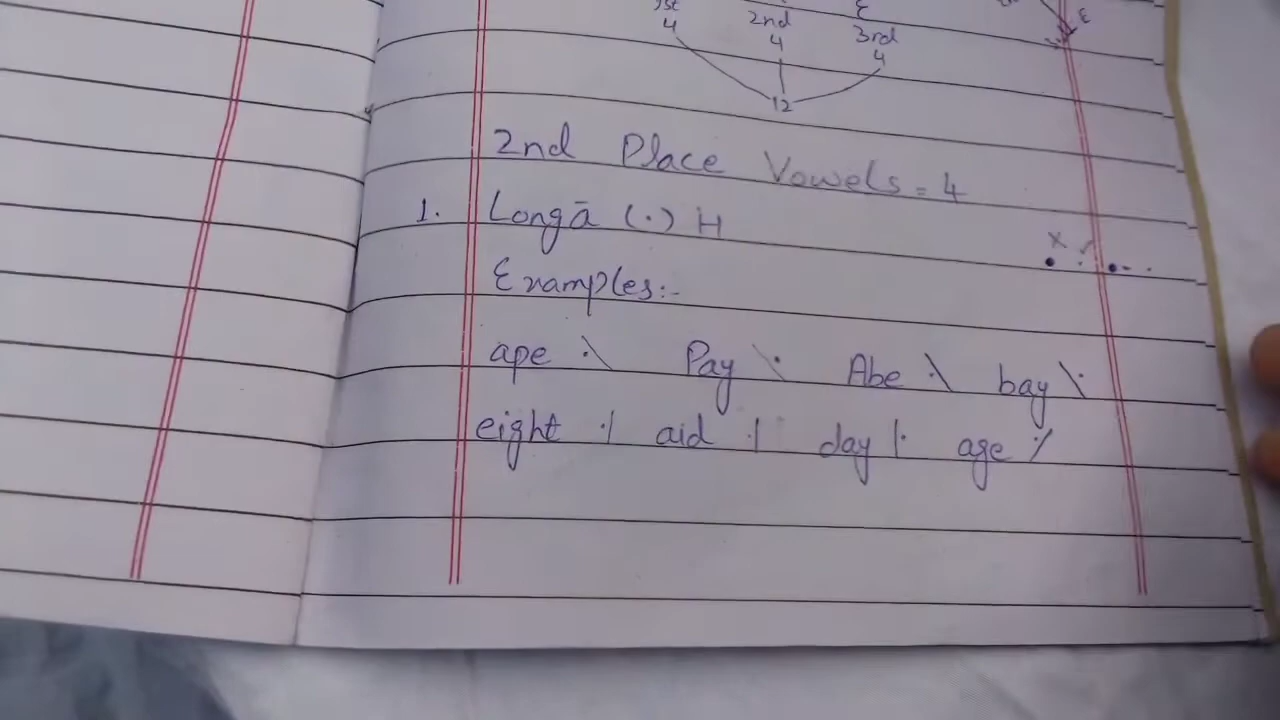 1st 2nd 3rd
4 4 4
12
2nd Place Vowels = 4
1. Long ā (·) H
Examples:-
ape Pay Abe bay
eight aid day age